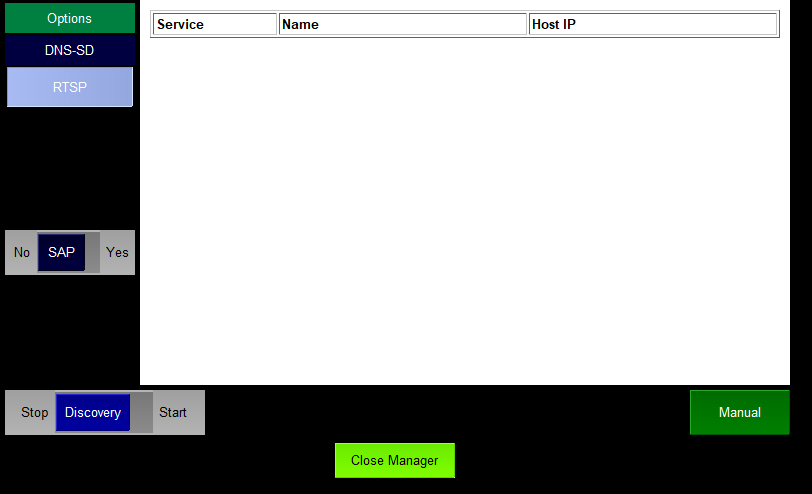 Options
DNS-SD
RTSP
Service Name Host IP
No SAP Yes
Stop Discovery Start
Manual
Close Manager